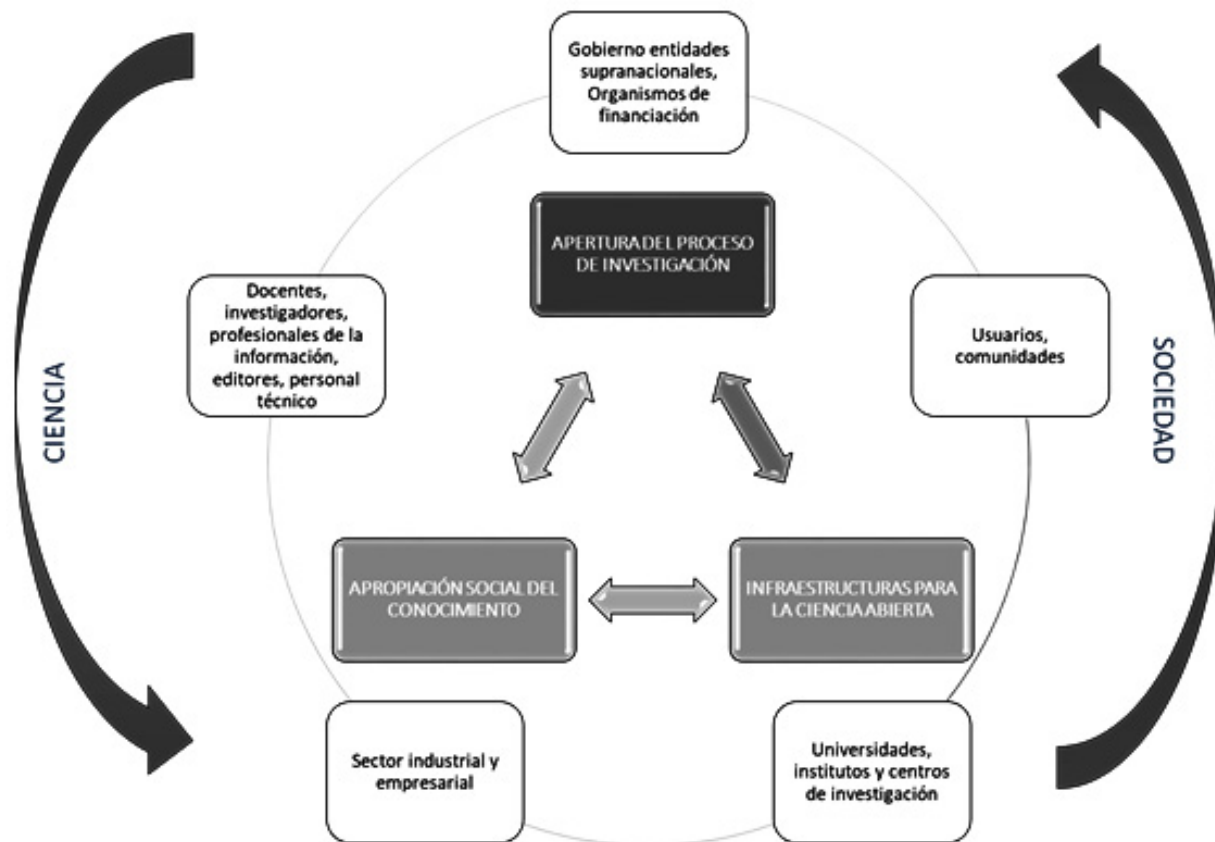 Gobierno entidades
supranacionales,
Organismos de
financiación
APERTURA DEL PROCESO
DE INVESTIGACIÓN
Docentes,
investigadores,
profesionales de la
información,
editores, personal
técnico
Usuarios,
comunidades
CIENCIA
SOCIEDAD
APROPIACIÓN SOCIAL DEL
CONOCIMIENTO
INFRAESTRUCTURAS PARA
LA CIENCIA ABIERTA
Sector industrial y
empresarial
Universidades,
institutos y centros
de investigación